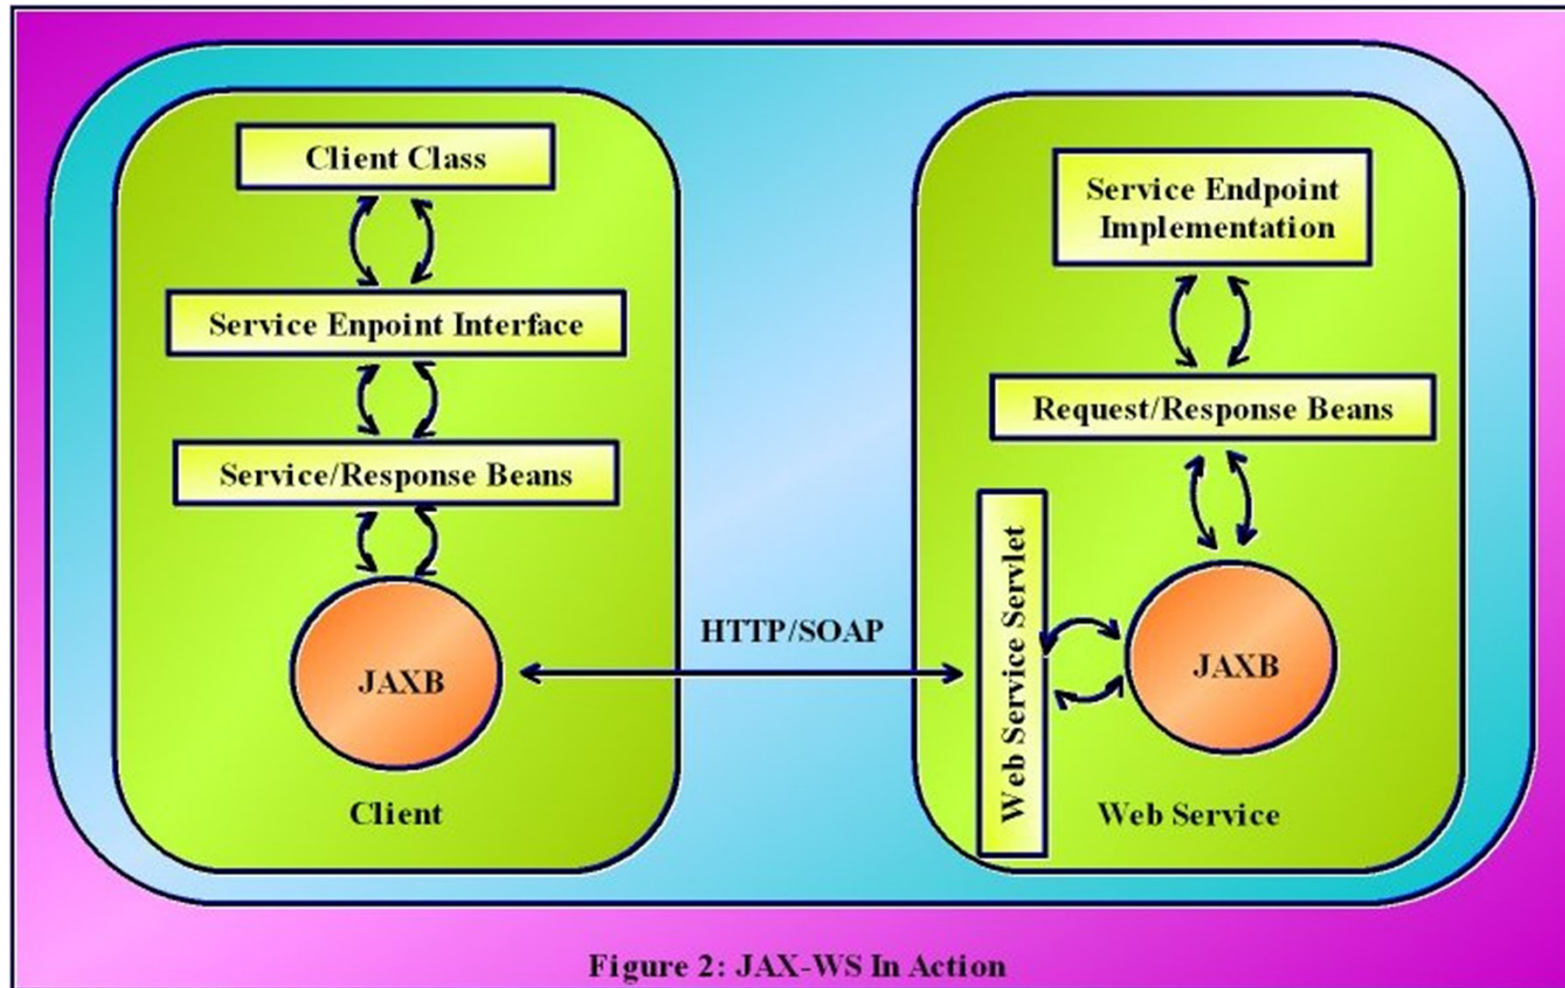 Client Class
Service Enpoint Interface
Service/Response Beans
JAXB
Client
HTTP/SOAP
Service Endpoint
Implementation
Request/Response Beans
Web Service Servlet
JAXB
Web Service
Figure 2: JAX-WS In Action